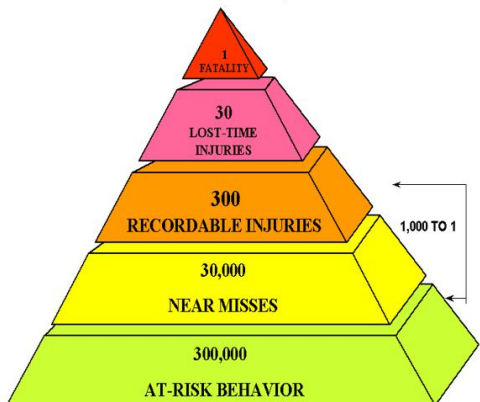 1
FATALITY
30
LOST-TIME
INJURIES
300
RECORDABLE INJURIES
1,000 TO 1
30,000
NEAR MISSES
300,000
AT-RISK BEHAVIOR